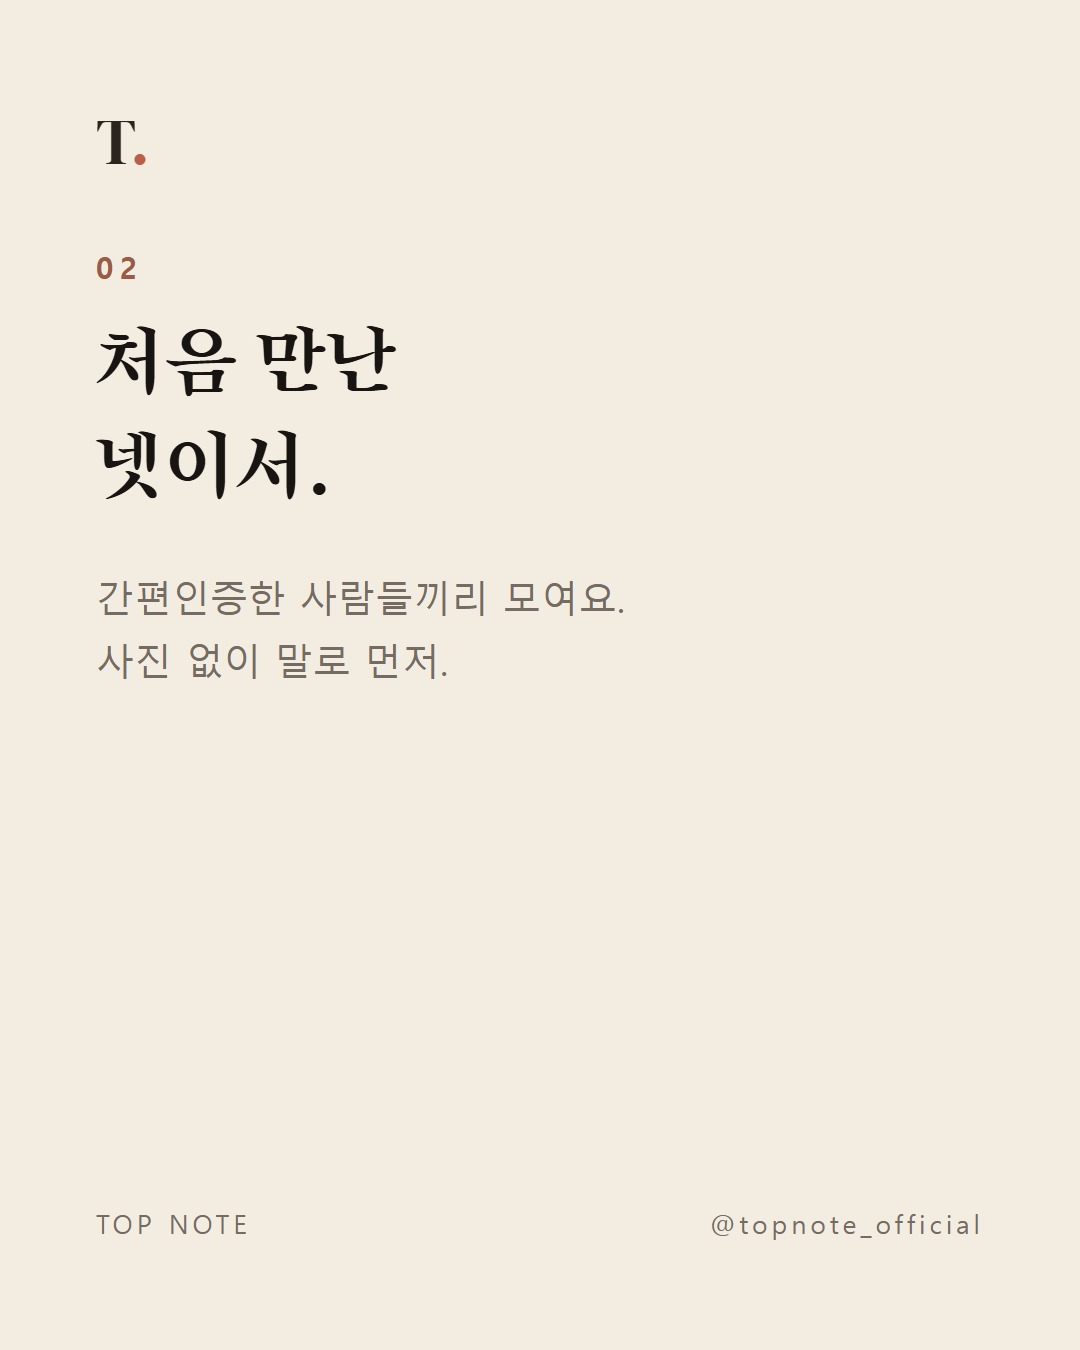 T.
02
처음 만난
넷이서.
간편인증한 사람들끼리 모여요.
사진 없이 말로 먼저.
TOP NOTE
@topnote_official